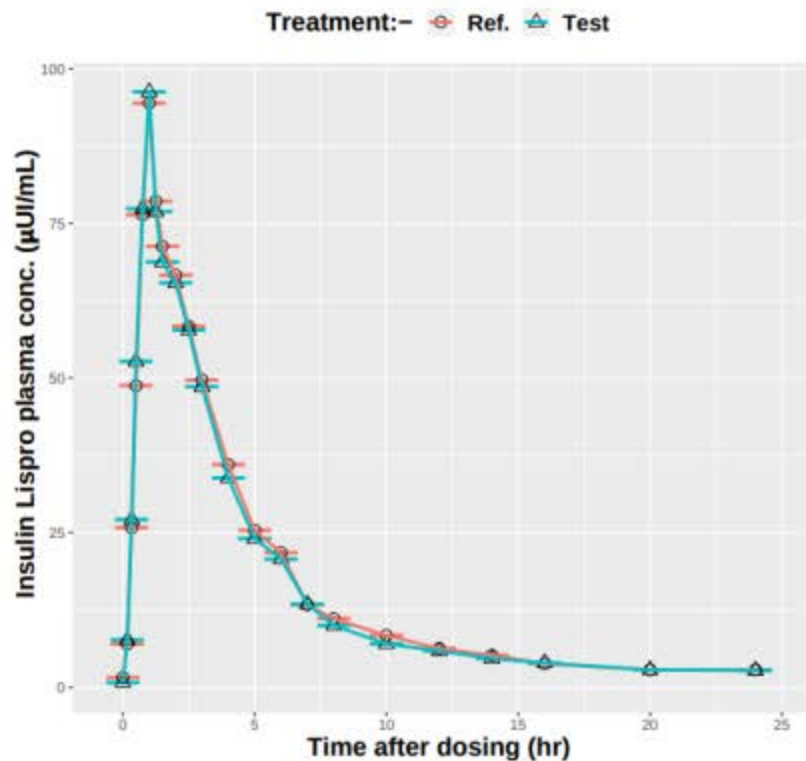 Treatment:- Ref. Test
100
75
50
25
0
Insulin Lispro plasma conc. (µUI/mL)
0 5 10 15 20 25
Time after dosing (hr)